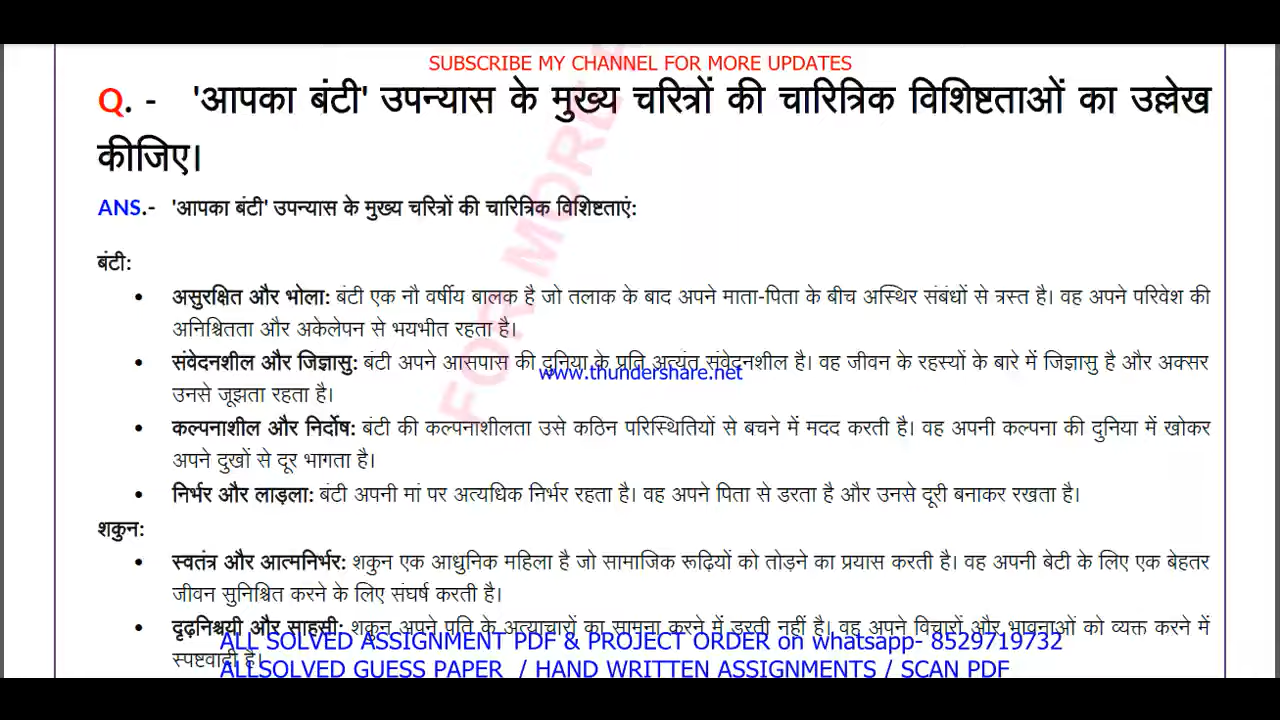 SUBSCRIBE MY CHANNEL FOR MORE UPDATES
Q. - 'आपका बंटी' उपन्यास के मुख्य चरित्रों की चारित्रिक विशिष्टताओं का उल्लेख
कीजिए।
ANS.- 'आपका बंटी' उपन्यास के मुख्य चरित्रों की चारित्रिक विशिष्टताएं:
बंटी:
• असुरक्षित और भोला: बंटी एक नौ वर्षीय बालक है जो तलाक के बाद अपने माता-पिता के बीच अस्थिर संबंधों से त्रस्त है। वह अपने परिवेश की
अनिश्चितता और अकेलेपन से भयभीत रहता है।
• संवेदनशील और जिज्ञासु: बंटी अपने आसपास की दुनिया के प्रति अत्यंत संवेदनशील है। वह जीवन के रहस्यों के बारे में जिज्ञासु है और अक्सर
www.thundershare.net
उनसे जूझता रहता है।
• कल्पनाशील और निर्दोष: बंटी की कल्पनाशीलता उसे कठिन परिस्थितियों से बचने में मदद करती है। वह अपनी कल्पना की दुनिया में खोकर
अपने दुखों से दूर भागता है।
• निर्भर और लाड़ला: बंटी अपनी मां पर अत्यधिक निर्भर रहता है। वह अपने पिता से डरता है और उनसे दूरी बनाकर रखता है।
शकुन:
• स्वतंत्र और आत्मनिर्भर: शकुन एक आधुनिक महिला है जो सामाजिक रूढ़ियों को तोड़ने का प्रयास करती है। वह अपनी बेटी के लिए एक बेहतर
जीवन सुनिश्चित करने के लिए संघर्ष करती है।
• दृढ़निश्चयी और साहसी: शकुन अपने पति के अत्याचारों का सामना करने में डरती नहीं है। वह अपने विचारों और भावनाओं को व्यक्त करने में
ALL SOLVED ASSIGNMENT PDF & PROJECT ORDER on whatsapp- 8529719732
स्पष्टवादी है।
ALLSOLVED GUESS PAPER / HAND WRITTEN ASSIGNMENTS / SCAN PDF
FOR MORE